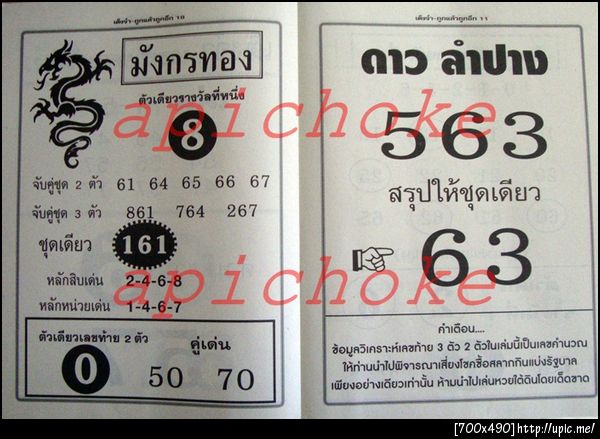 เต็งจ๋า-ถูกแล้วถูกอีก 10
มังกรทอง
ตัวเดียวรางวัลที่หนึ่ง
8
จับคู่ชุด 2 ตัว 61 64 65 66 67
จับคู่ชุด 3 ตัว 861 764 267
ชุดเดียว 161
หลักสิบเด่น 2-4-6-8
หลักหน่วยเด่น 1-4-6-7
ตัวเดียวเลขท้าย 2 ตัว คู่เด่น
0 50 70
เต็งจ๋า-ถูกแล้วถูกอีก 11
ดาว ลำปาง
563
สรุปให้ชุดเดียว
63
คำเตือน....
ข้อมูลวิเคราะห์เลขท้าย 3 ตัว 2 ตัวในเล่มนี้เป็นเลขคำนวณ
ให้ท่านนำไปพิจารณาเสี่ยงโชคซื้อสลากกินแบ่งรัฐบาล
เพียงอย่างเดียวเท่านั้น ห้ามนำไปเล่นหวยใต้ดินโดยเด็ดขาด
apichoke
apichoke
[700x490]http://upic.me/